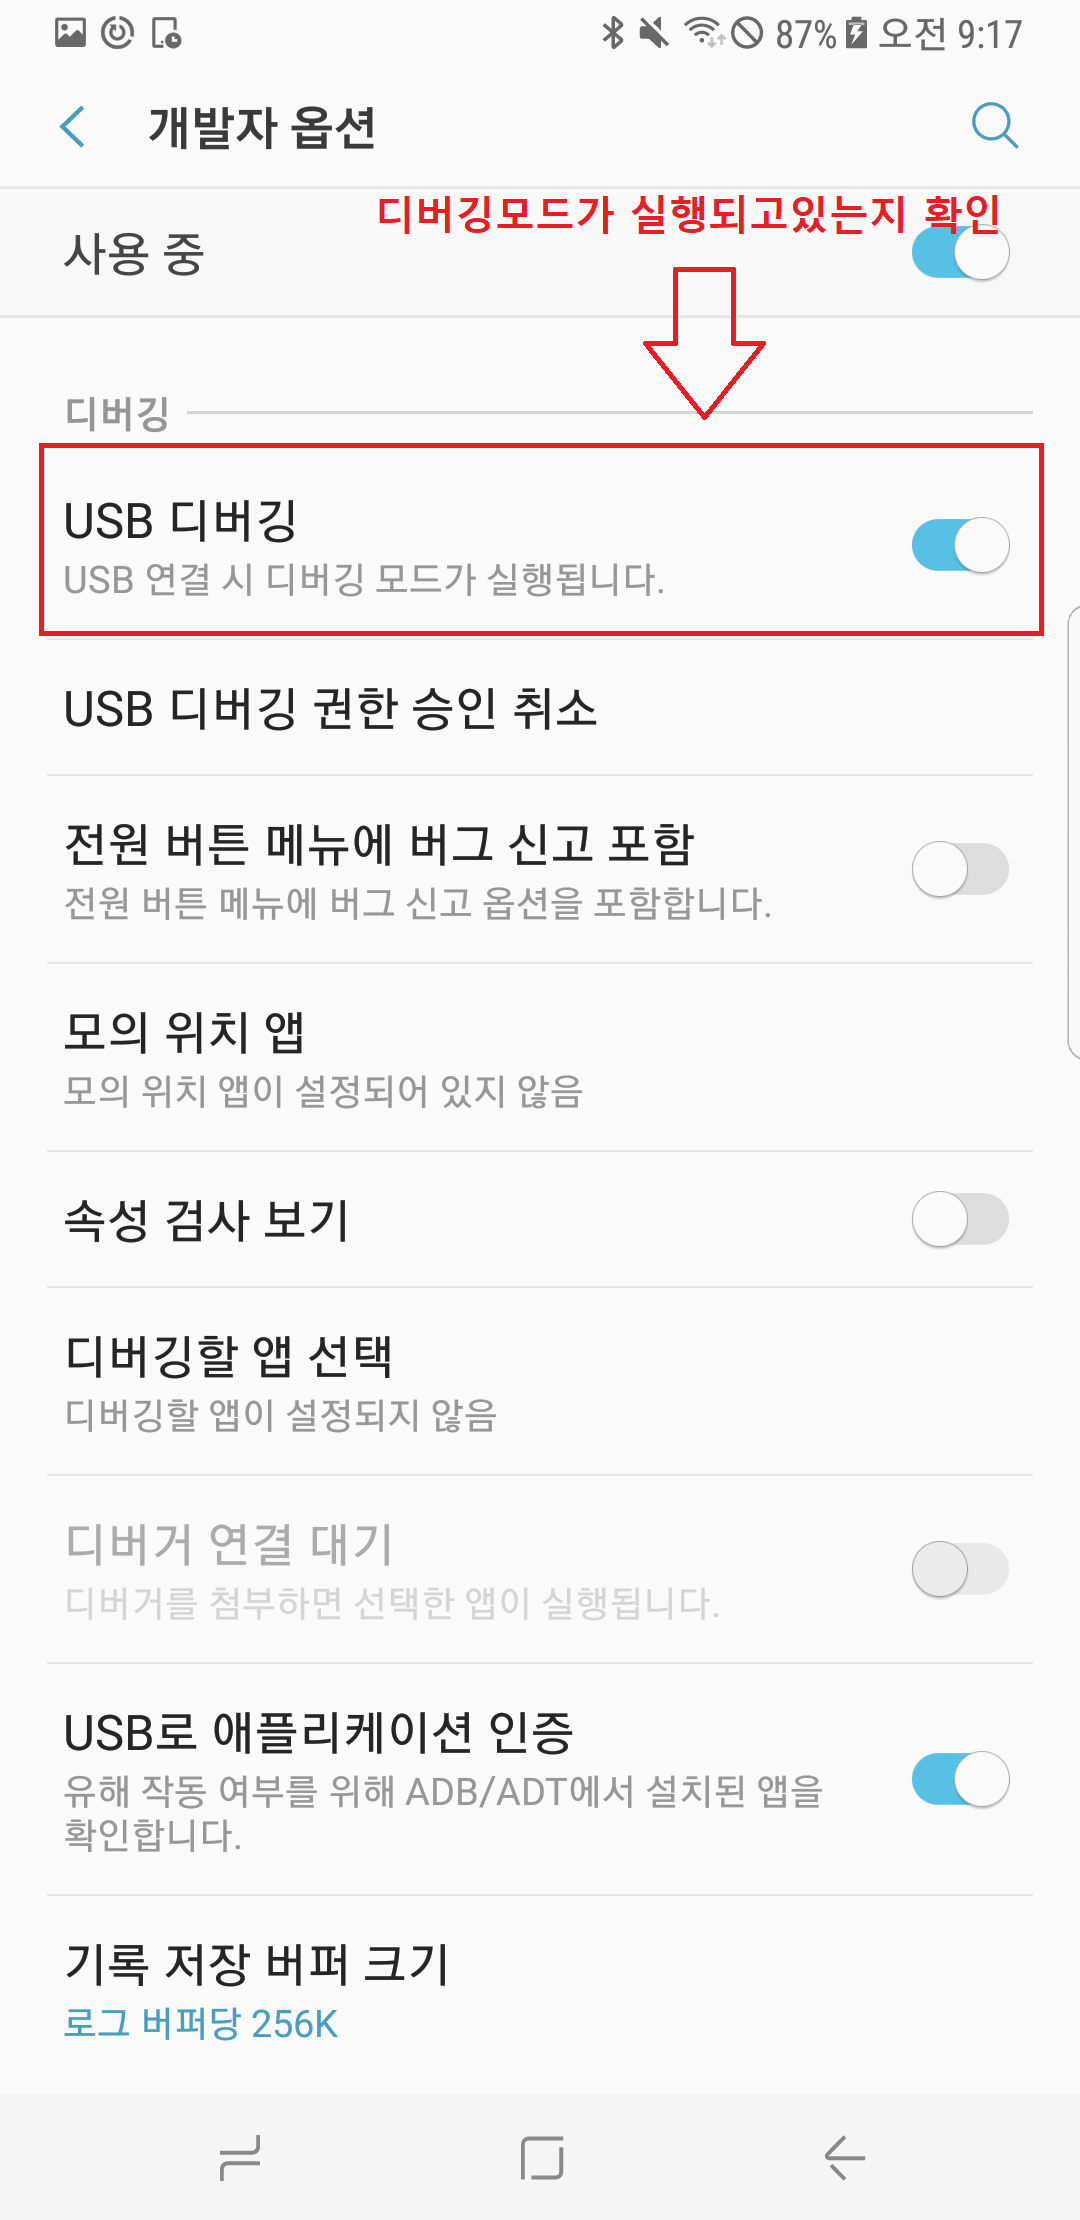 87% 오전 9:17
개발자 옵션
디버깅모드가 실행되고있는지 확인
사용 중
디버깅
USB 디버깅
USB 연결 시 디버깅 모드가 실행됩니다.
USB 디버깅 권한 승인 취소
전원 버튼 메뉴에 버그 신고 포함
전원 버튼 메뉴에 버그 신고 옵션을 포함합니다.
모의 위치 앱
모의 위치 앱이 설정되어 있지 않음
속성 검사 보기
디버깅할 앱 선택
디버깅할 앱이 설정되지 않음
디버거 연결 대기
디버거를 첨부하면 선택한 앱이 실행됩니다.
USB로 애플리케이션 인증
유해 작동 여부를 위해 ADB/ADT에서 설치된 앱을
확인합니다.
기록 저장 버퍼 크기
로그 버퍼당 256K